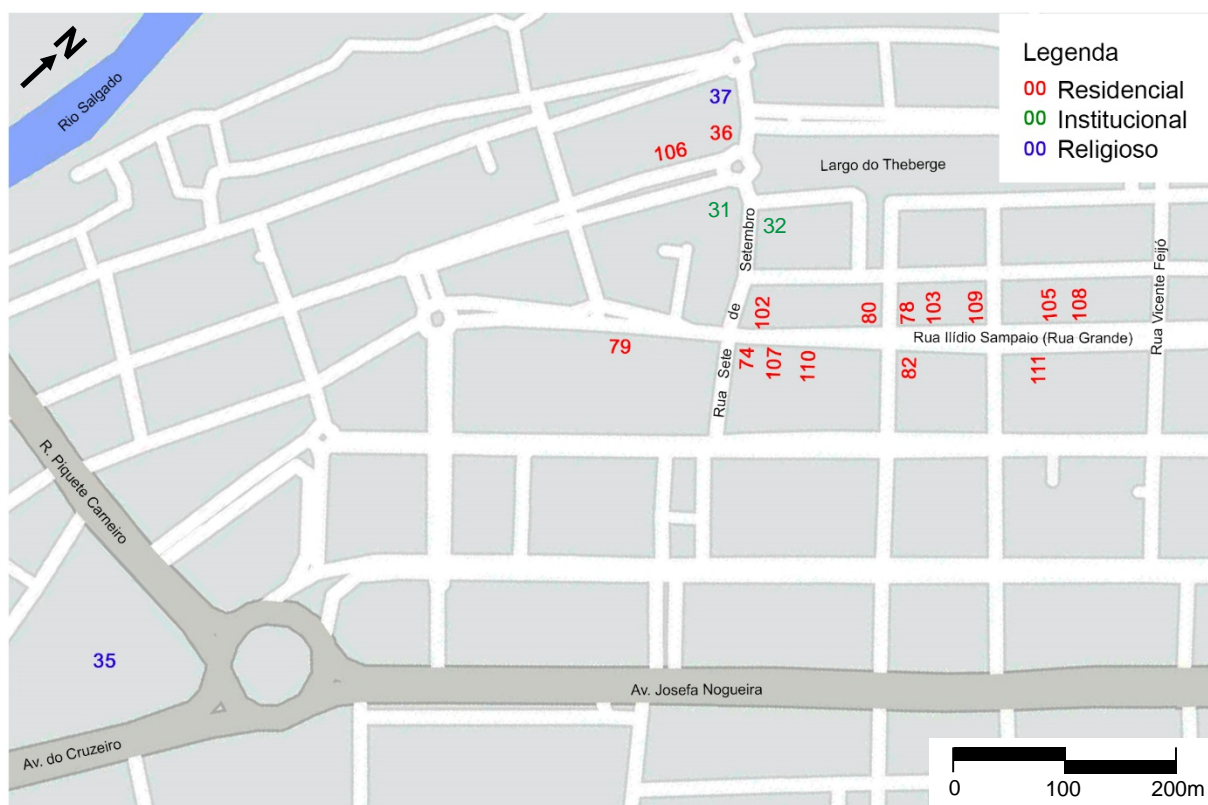 N
Rio Salgado
Legenda
00 Residencial
00 Institucional
00 Religioso
37
36
106
Largo do Theberge
31
32
Rua Sete de Setembro
Rua Vicente Feijó
102
80
78
103
109
105
108
Rua Ilídio Sampaio (Rua Grande)
79
74
107
110
82
111
R. Piquete Carneiro
35
Av. Josefa Nogueira
Av. do Cruzeiro
0 100 200m